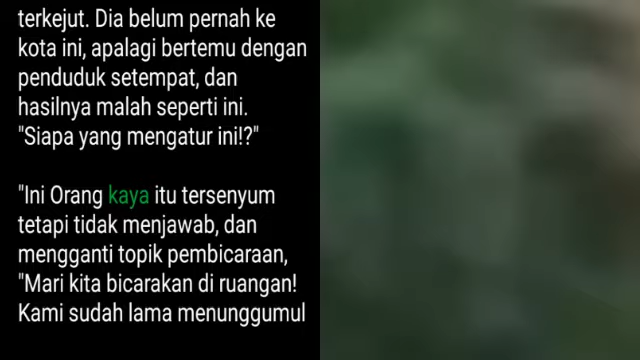 terkejut. Dia belum pernah ke
kota ini, apalagi bertemu dengan
penduduk setempat, dan
hasilnya malah seperti ini.
"Siapa yang mengatur ini!?"
"Ini Orang kaya itu tersenyum
tetapi tidak menjawab, dan
mengganti topik pembicaraan,
"Mari kita bicarakan di ruangan!
Kami sudah lama menunggumul